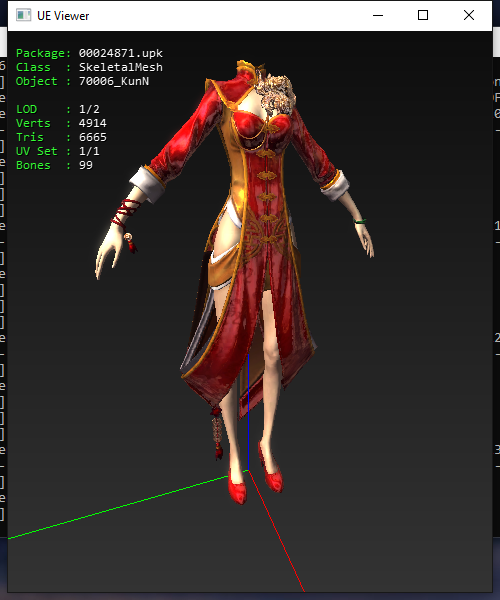 UE Viewer
Package: 00024871.upk
Class  : SkeletalMesh
Object : 70006_KunN
LOD    : 1/2
Verts  : 4914
Tris   : 6665
UV Set : 1/1
Bones  : 99